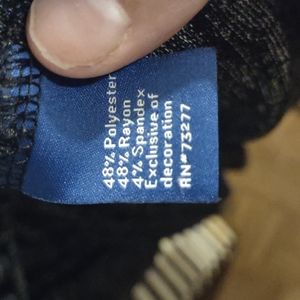 48% Polyester
48% Rayon
4% Spandex
Exclusive of
decoration
RN# 73277